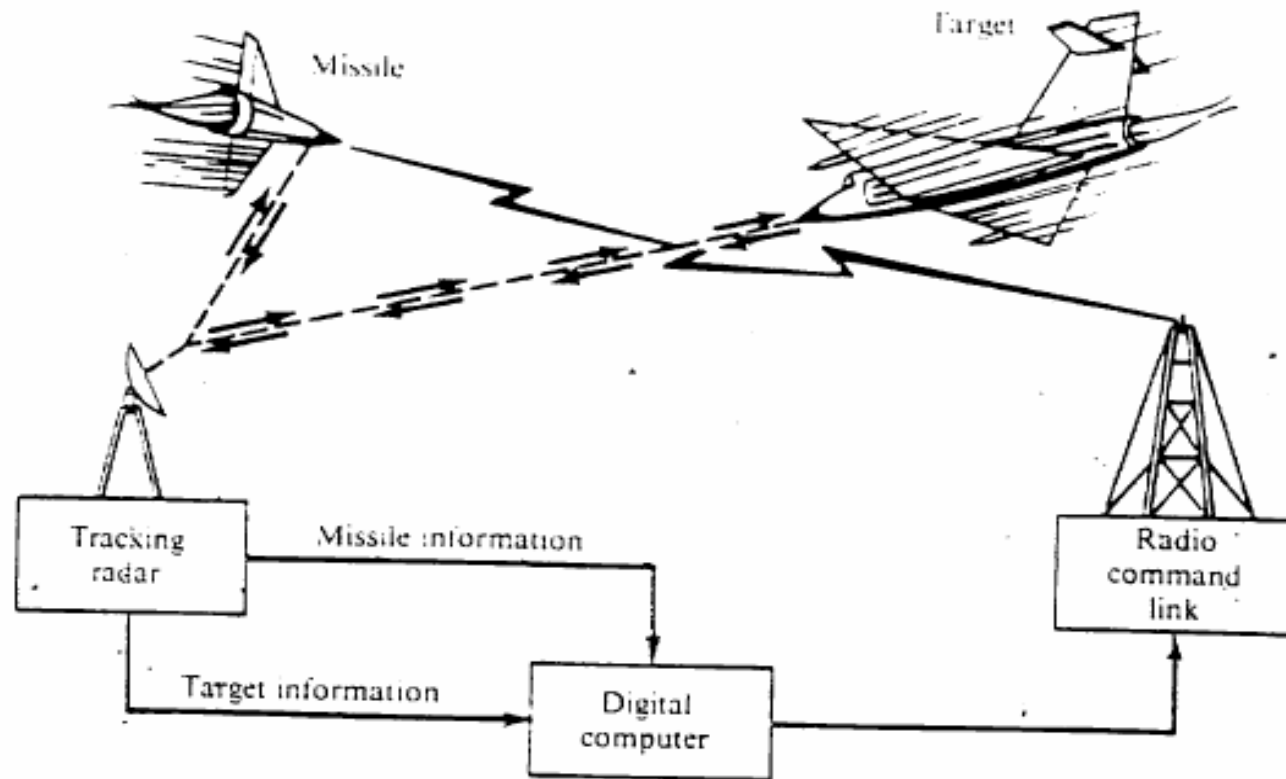 Target
Missile
Tracking
radar
Missile information
Target information
Digital
computer
Radio
command
link